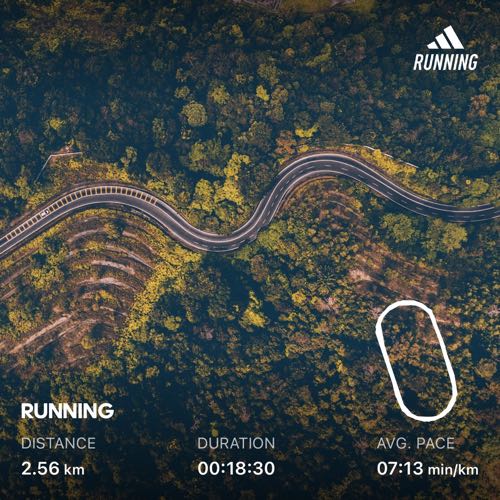 RUNNING
RUNNING
DISTANCE DURATION AVG. PACE
2.56 km 00:18:30 07:13 min/km